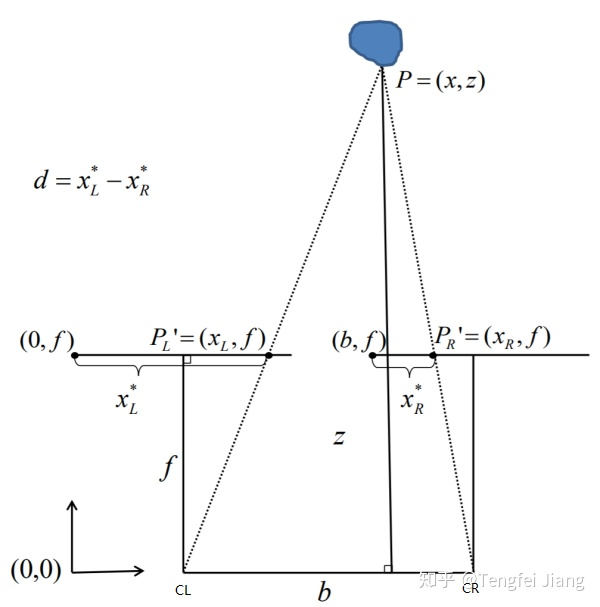 P = (x, z)
d = x_L^* − x_R^*
(0, f) P_L' = (x_L, f) (b, f) P_R' = (x_R, f)
x_L^* x_R^*
z
f
(0,0)
CL b CR
知乎 @Tengfei Jiang